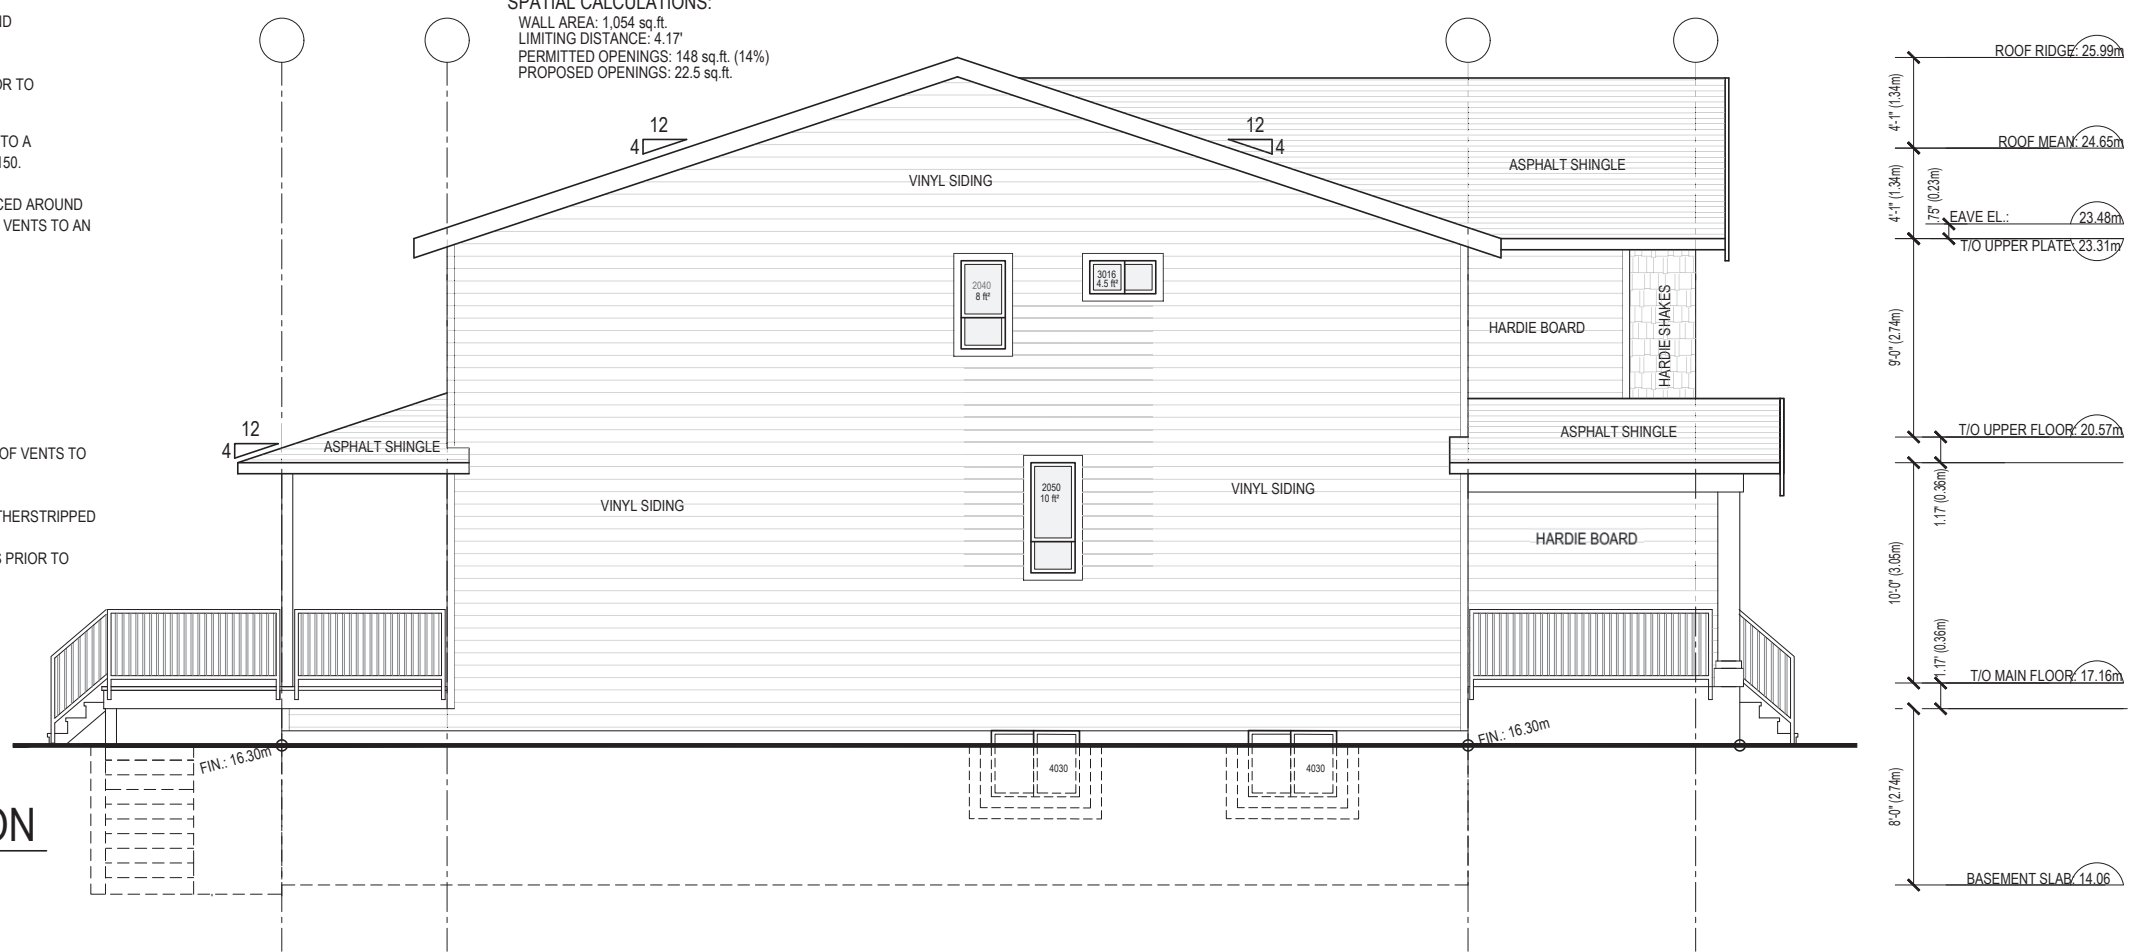 SPATIAL CALCULATIONS:
WALL AREA: 1,054 sq.ft.
LIMITING DISTANCE: 4.17'
PERMITTED OPENINGS: 148 sq.ft. (14%)
PROPOSED OPENINGS: 22.5 sq.ft.
OR TO
TO A
150.
CED AROUND
VENTS TO AN
OF VENTS TO
THERSTRIPPED
S PRIOR TO
ON
12
4
12
4
VINYL SIDING
ASPHALT SHINGLE
2040
8 ft²
3016
4.5 ft²
HARDIE BOARD
HARDIE SHAKES
12
4
ASPHALT SHINGLE
ASPHALT SHINGLE
2050
10 ft²
VINYL SIDING
VINYL SIDING
HARDIE BOARD
FIN.: 16.30m
FIN.: 16.30m
4030
4030
ROOF RIDGE: 25.99m
4'-1" (1.34m)
ROOF MEAN: 24.65m
4'-1" (1.34m)
.75" (0.23m)
EAVE EL.: 23.48m
T/O UPPER PLATE: 23.31m
9'-0" (2.74m)
T/O UPPER FLOOR: 20.57m
1.17' (0.36m)
10'-0" (3.05m)
1.17' (0.36m)
T/O MAIN FLOOR: 17.16m
8'-0" (2.74m)
BASEMENT SLAB: 14.06